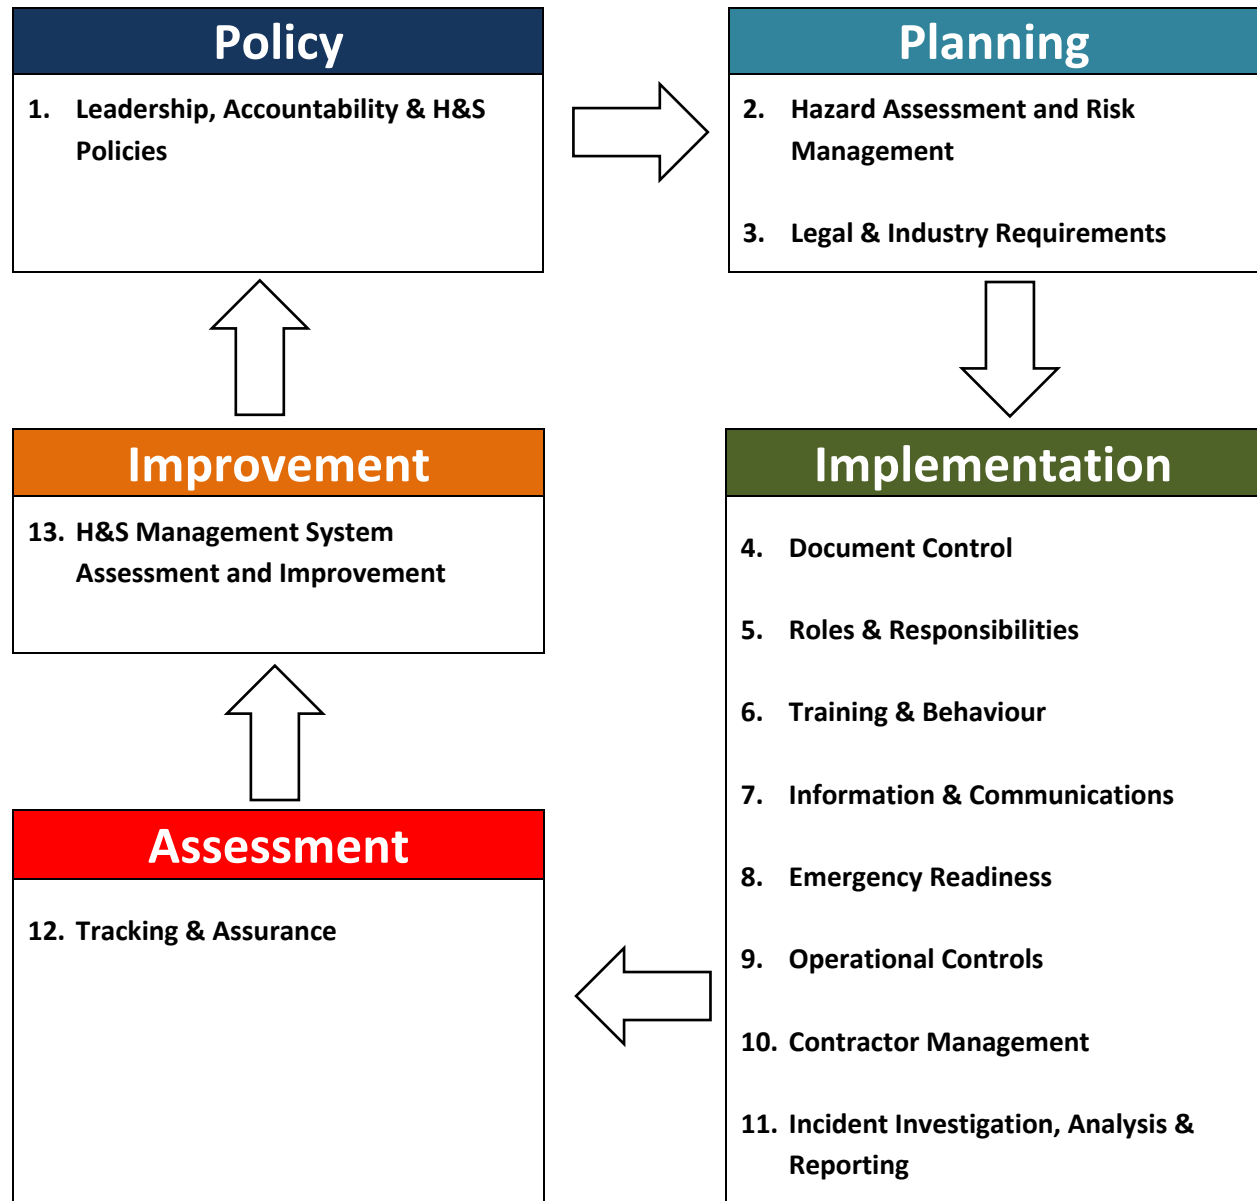 Policy
1. Leadership, Accountability & H&S
Policies
Planning
2. Hazard Assessment and Risk
Management
3. Legal & Industry Requirements
Implementation
4. Document Control
5. Roles & Responsibilities
6. Training & Behaviour
7. Information & Communications
8. Emergency Readiness
9. Operational Controls
10. Contractor Management
11. Incident Investigation, Analysis &
Reporting
Assessment
12. Tracking & Assurance
Improvement
13. H&S Management System
Assessment and Improvement